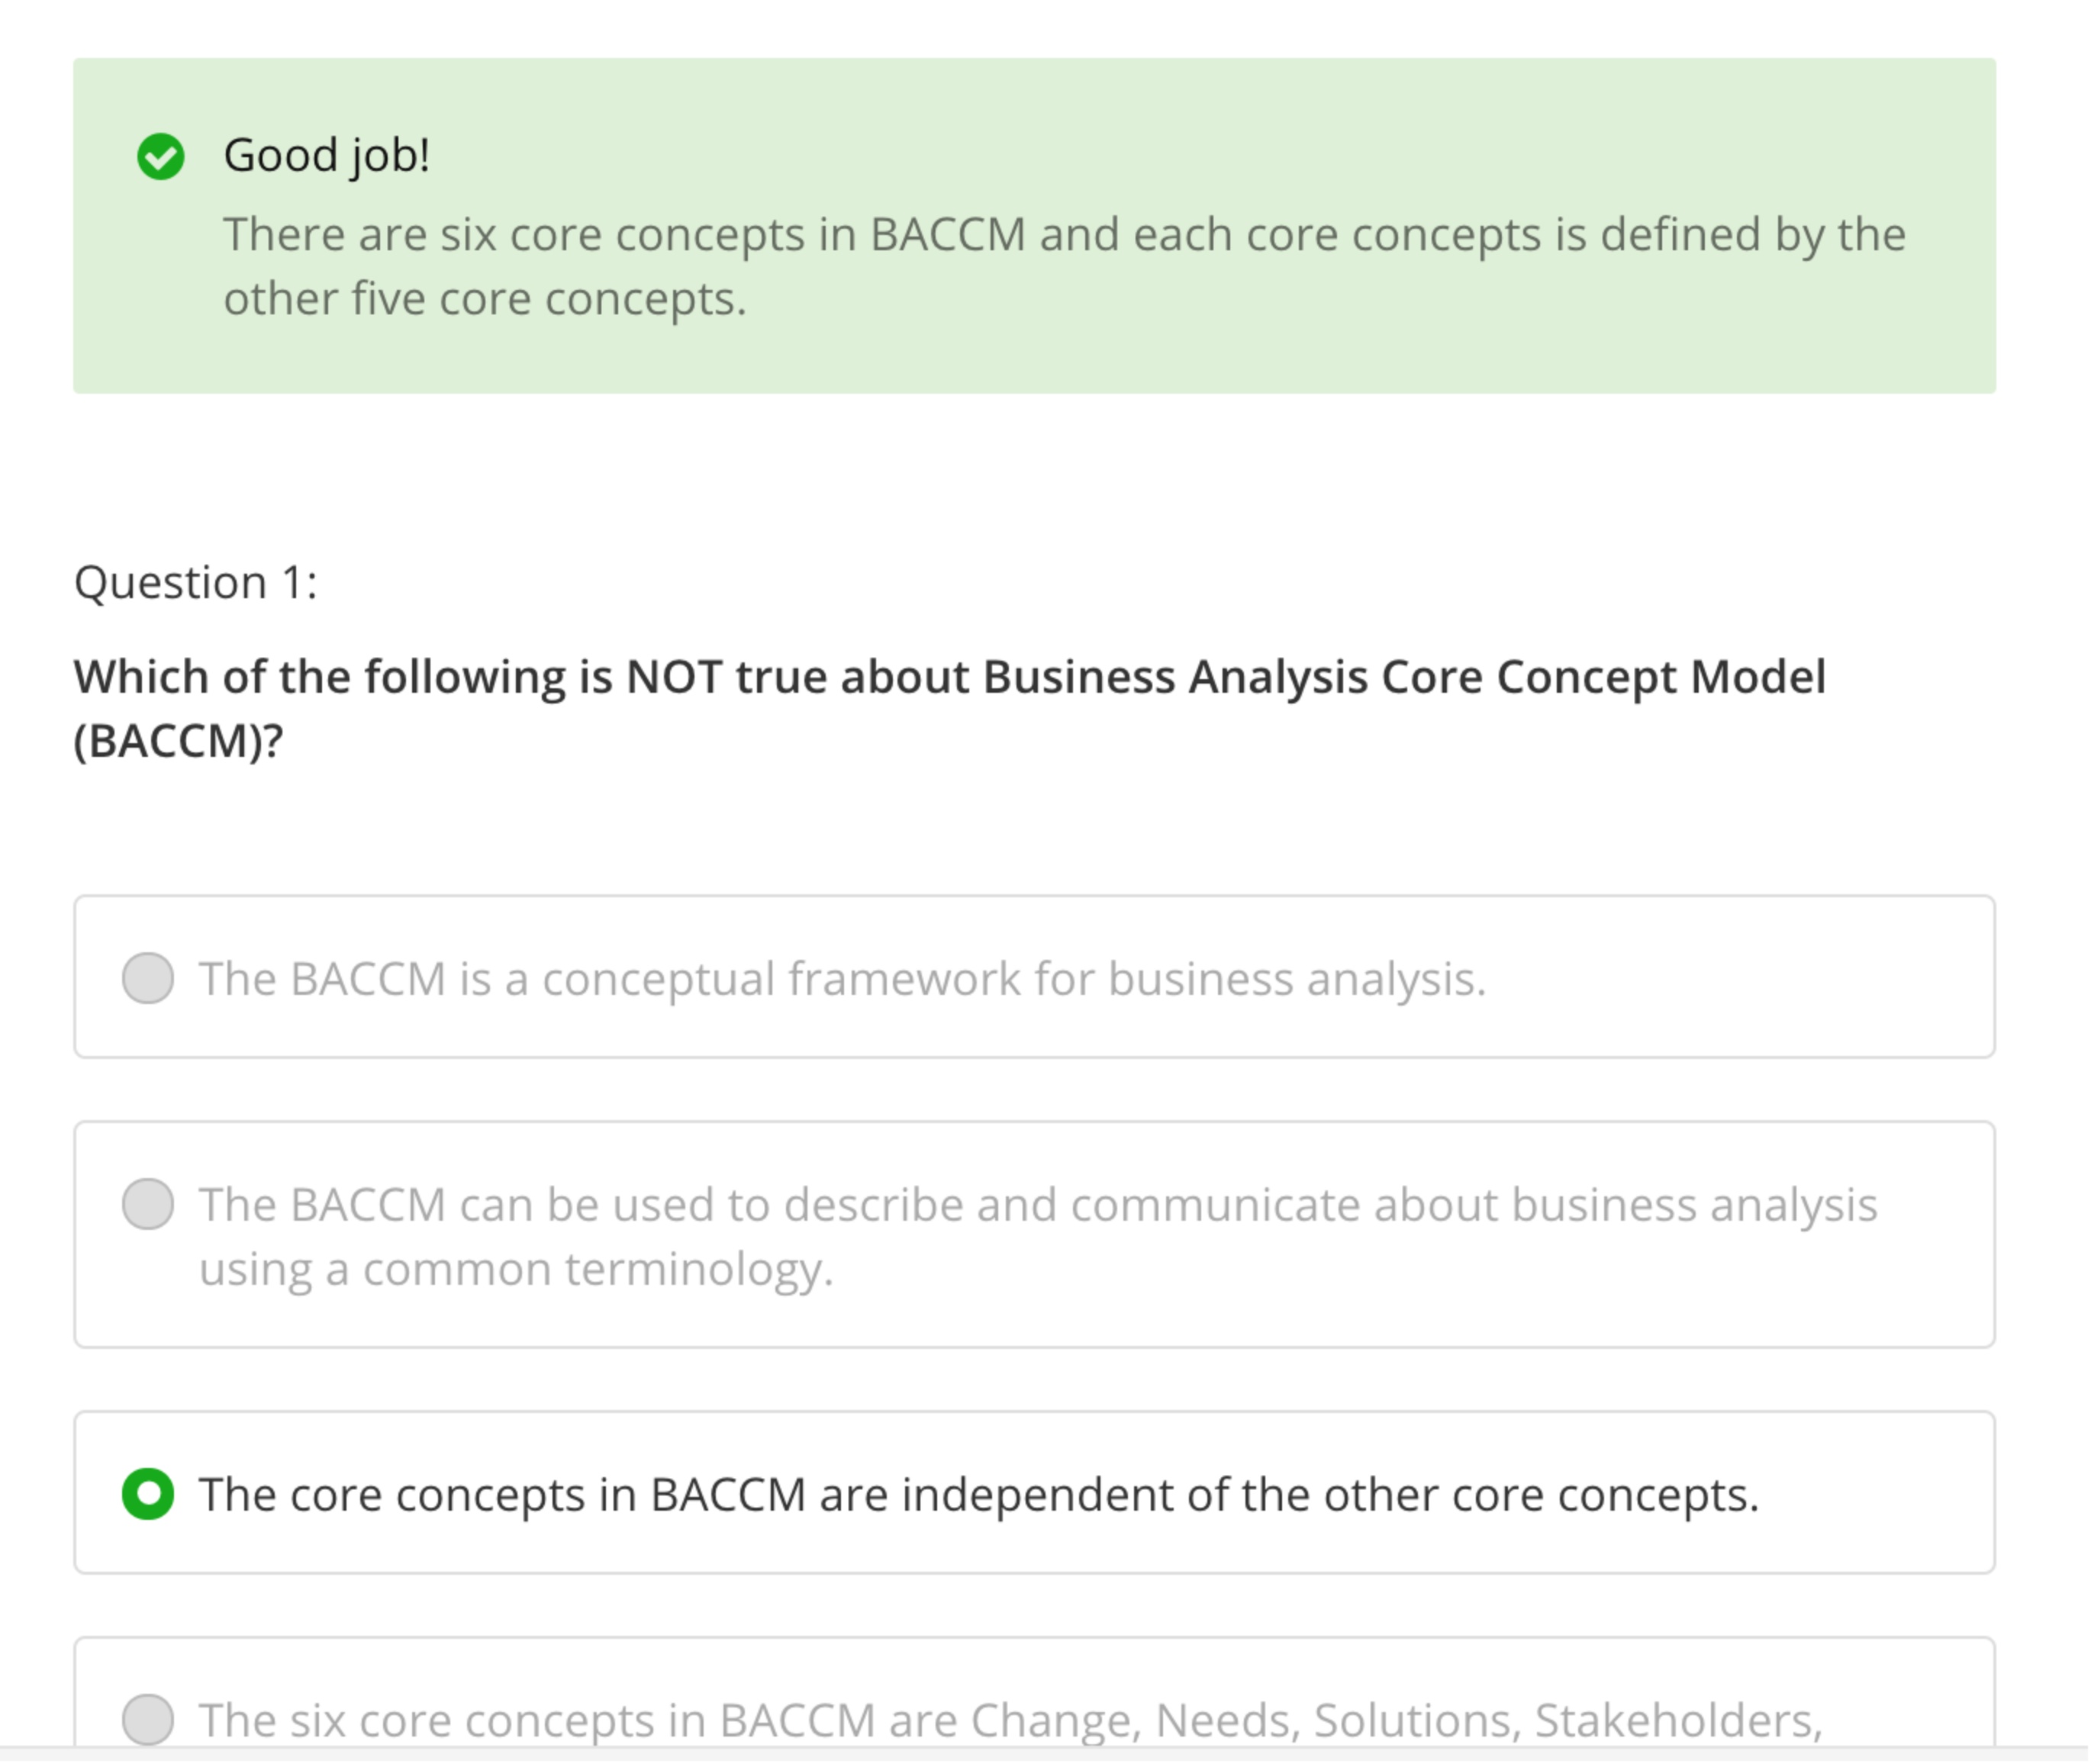 Good job!
There are six core concepts in BACCM and each core concepts is defined by the
other five core concepts.
Question 1:
Which of the following is NOT true about Business Analysis Core Concept Model
(BACCM)?
The BACCM is a conceptual framework for business analysis.
The BACCM can be used to describe and communicate about business analysis
using a common terminology.
The core concepts in BACCM are independent of the other core concepts.
The six core concepts in BACCM are Change, Needs, Solutions, Stakeholders,